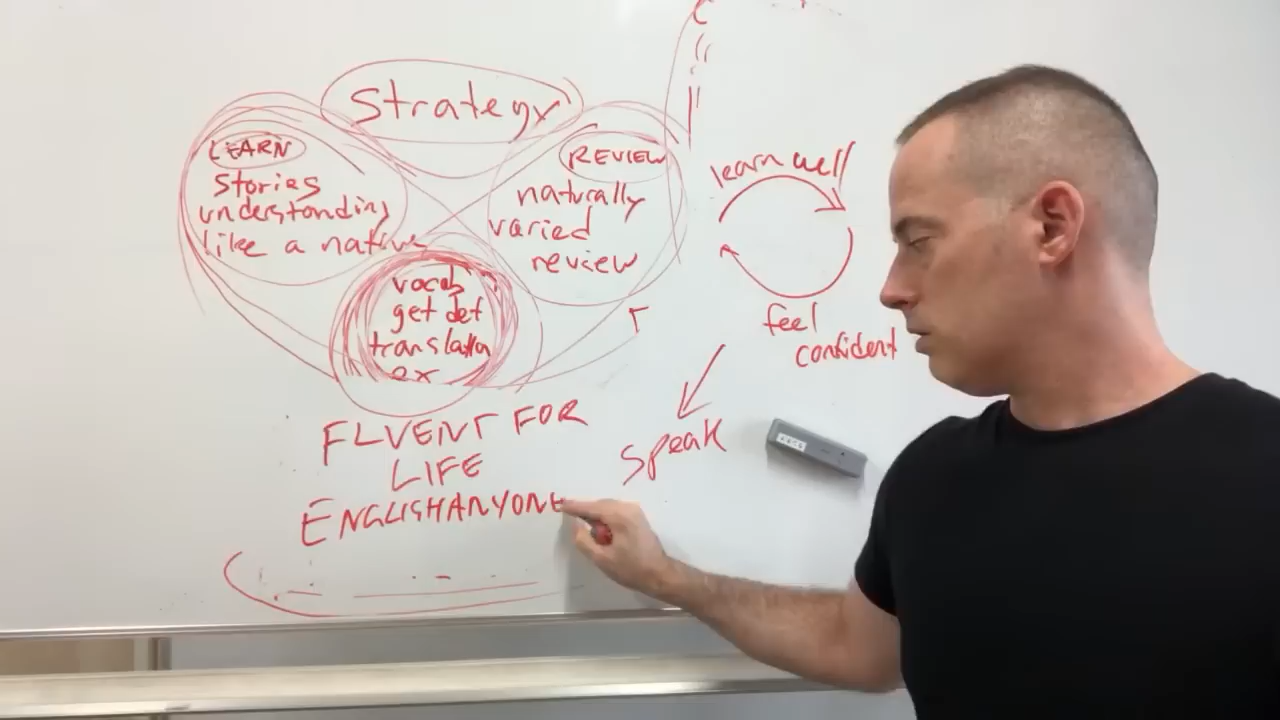 Strategy
LEARN
stories
understanding
like a native
REVIEW
naturally
varied
review
vocab
get def
translation
ex
learn well
feel
confident
speak
FLUENT FOR
LIFE
ENGLISHANYONE